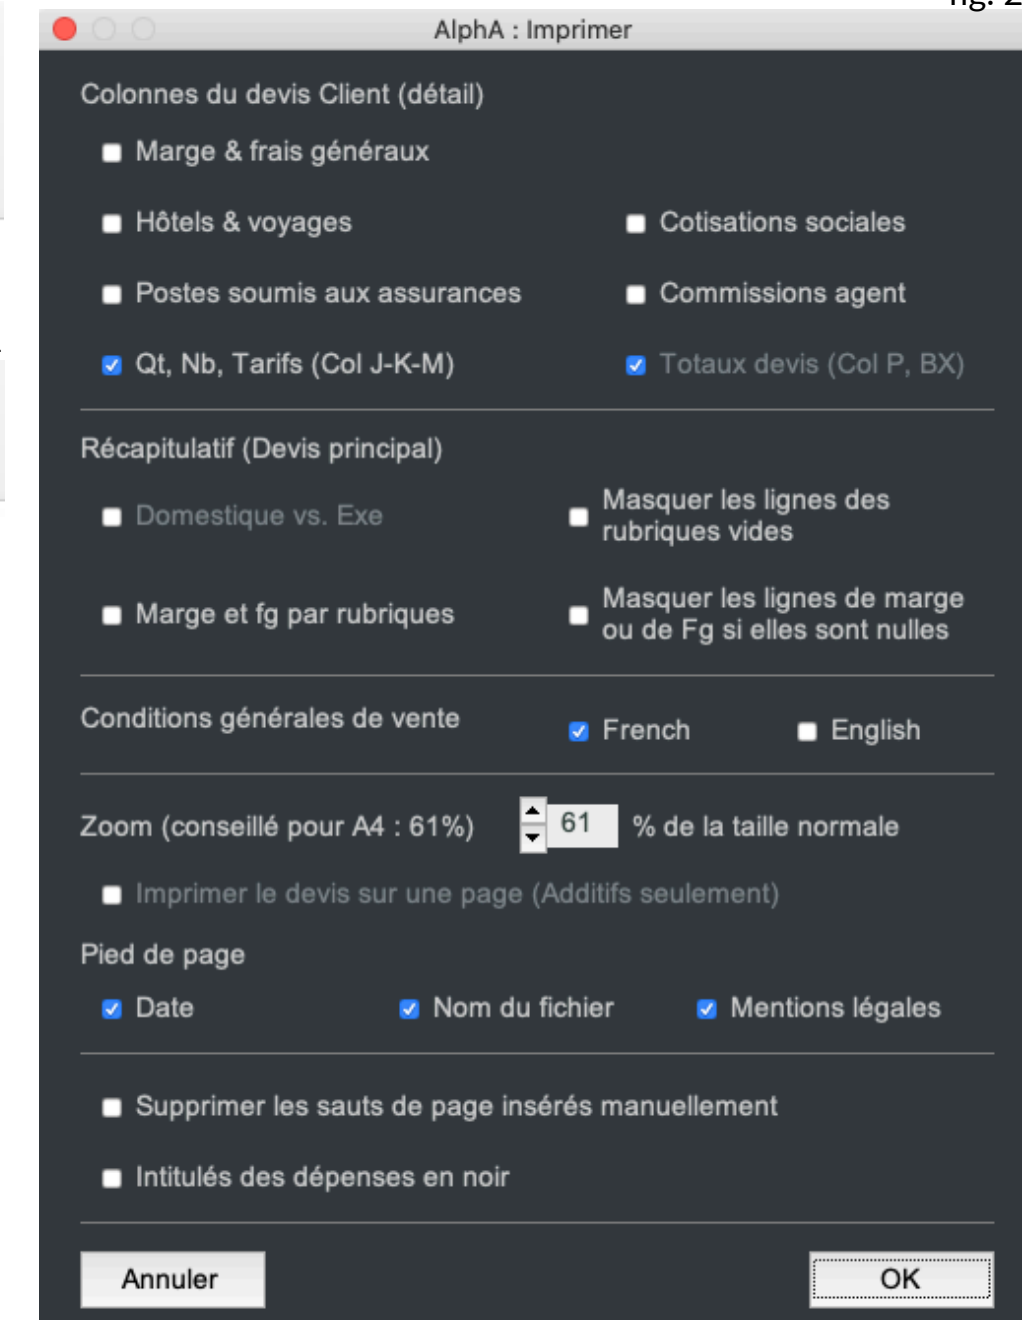 fig. 2
AlphA : Imprimer
Colonnes du devis Client (détail)
Marge & frais généraux
Hôtels & voyages
Cotisations sociales
Postes soumis aux assurances
Commissions agent
Qt, Nb, Tarifs (Col J-K-M)
Totaux devis (Col P, BX)
Récapitulatif (Devis principal)
Domestique vs. Exe
Masquer les lignes des
rubriques vides
Marge et fg par rubriques
Masquer les lignes de marge
ou de Fg si elles sont nulles
Conditions générales de vente
French
English
Zoom (conseillé pour A4 : 61%)
61
% de la taille normale
Imprimer le devis sur une page (Additifs seulement)
Pied de page
Date
Nom du fichier
Mentions légales
Supprimer les sauts de page insérés manuellement
Intitulés des dépenses en noir
Annuler
OK